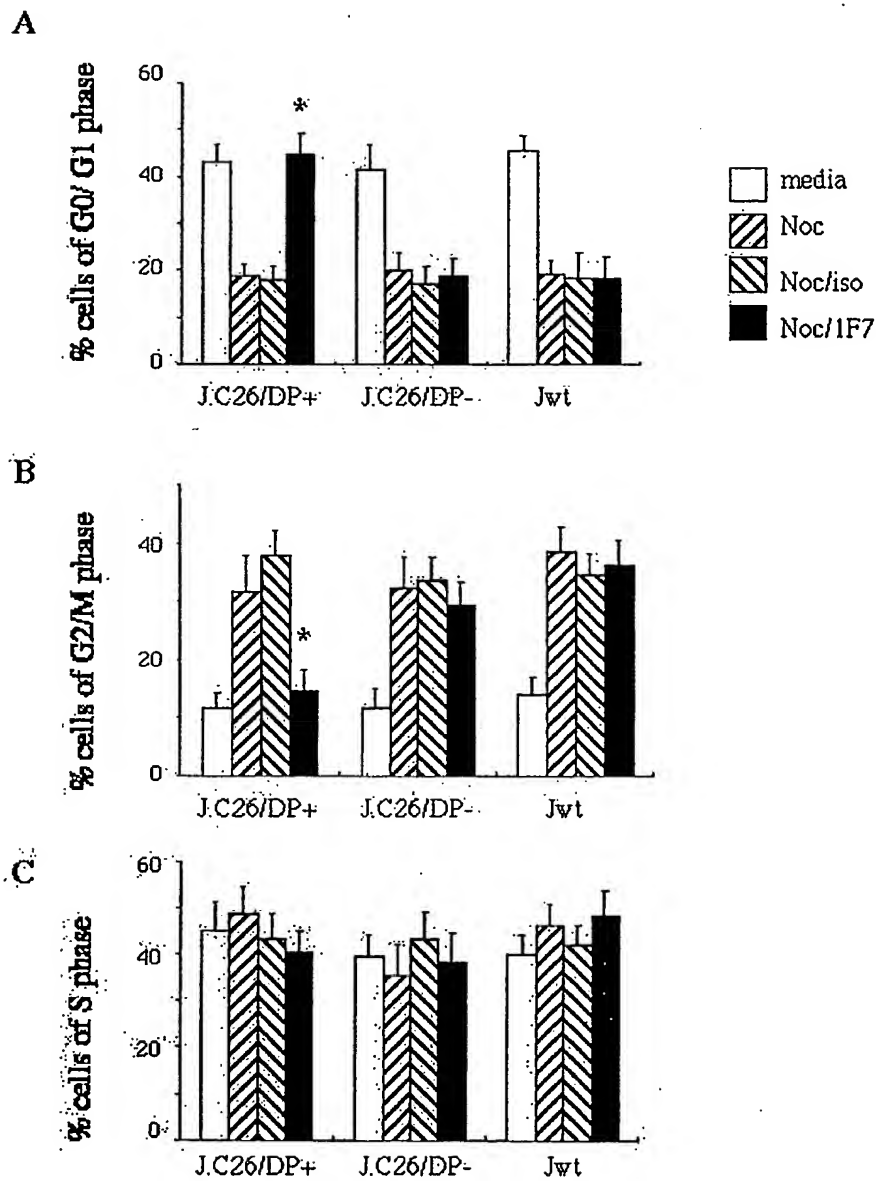 A
% cells of G0/ G1 phase
60
40
20
0
*
J.C26/DP+
J.C26/DP-
Jwt
media
Noc
Noc/iso
Noc/1F7
B
% cells of G2/M phase
40
20
0
*
J.C26/DP+
J.C26/DP-
Jwt
C
% cells of S phase
60
40
20
0
J.C26/DP+
J.C26/DP-
Jwt